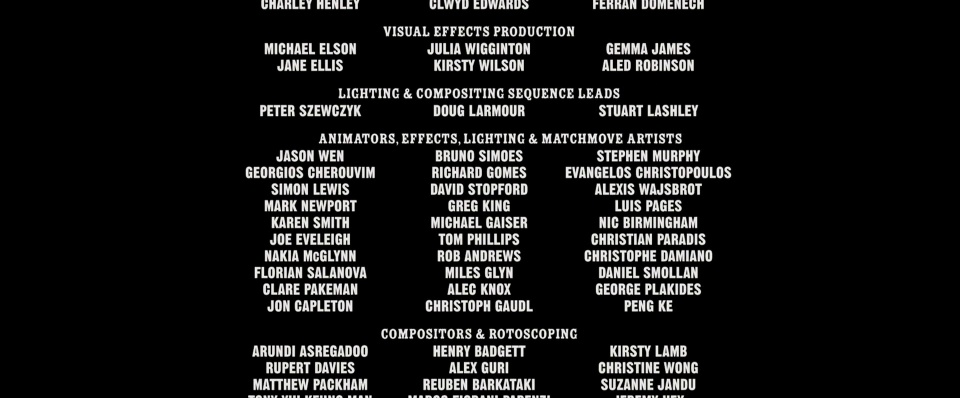 CHARLEY HENLEY CLWYD EDWARDS FERRAN DOMENECH
VISUAL EFFECTS PRODUCTION
MICHAEL ELSON JULIA WIGGINTON GEMMA JAMES
JANE ELLIS KIRSTY WILSON ALED ROBINSON
LIGHTING & COMPOSITING SEQUENCE LEADS
PETER SZEWCZYK DOUG LARMOUR STUART LASHLEY
ANIMATORS, EFFECTS, LIGHTING & MATCHMOVE ARTISTS
JASON WEN BRUNO SIMOES STEPHEN MURPHY
GEORGIOS CHEROUVIM RICHARD GOMES EVANGELOS CHRISTOPOULOS
SIMON LEWIS DAVID STOPFORD ALEXIS WAJSBROT
MARK NEWPORT GREG KING LUIS PAGES
KAREN SMITH MICHAEL GAISER NIC BIRMINGHAM
JOE EVELEIGH TOM PHILLIPS CHRISTIAN PARADIS
NAKIA McGLYNN ROB ANDREWS CHRISTOPHE DAMIANO
FLORIAN SALANOVA MILES GLYN DANIEL SMOLLAN
CLARE PAKEMAN ALEC KNOX GEORGE PLAKIDES
JON CAPLETON CHRISTOPH GAUDL PENG KE
COMPOSITORS & ROTOSCOPING
ARUNDI ASREGADOO HENRY BADGETT KIRSTY LAMB
RUPERT DAVIES ALEX GURI CHRISTINE WONG
MATTHEW PACKHAM REUBEN BARKATAKI SUZANNE JANDU